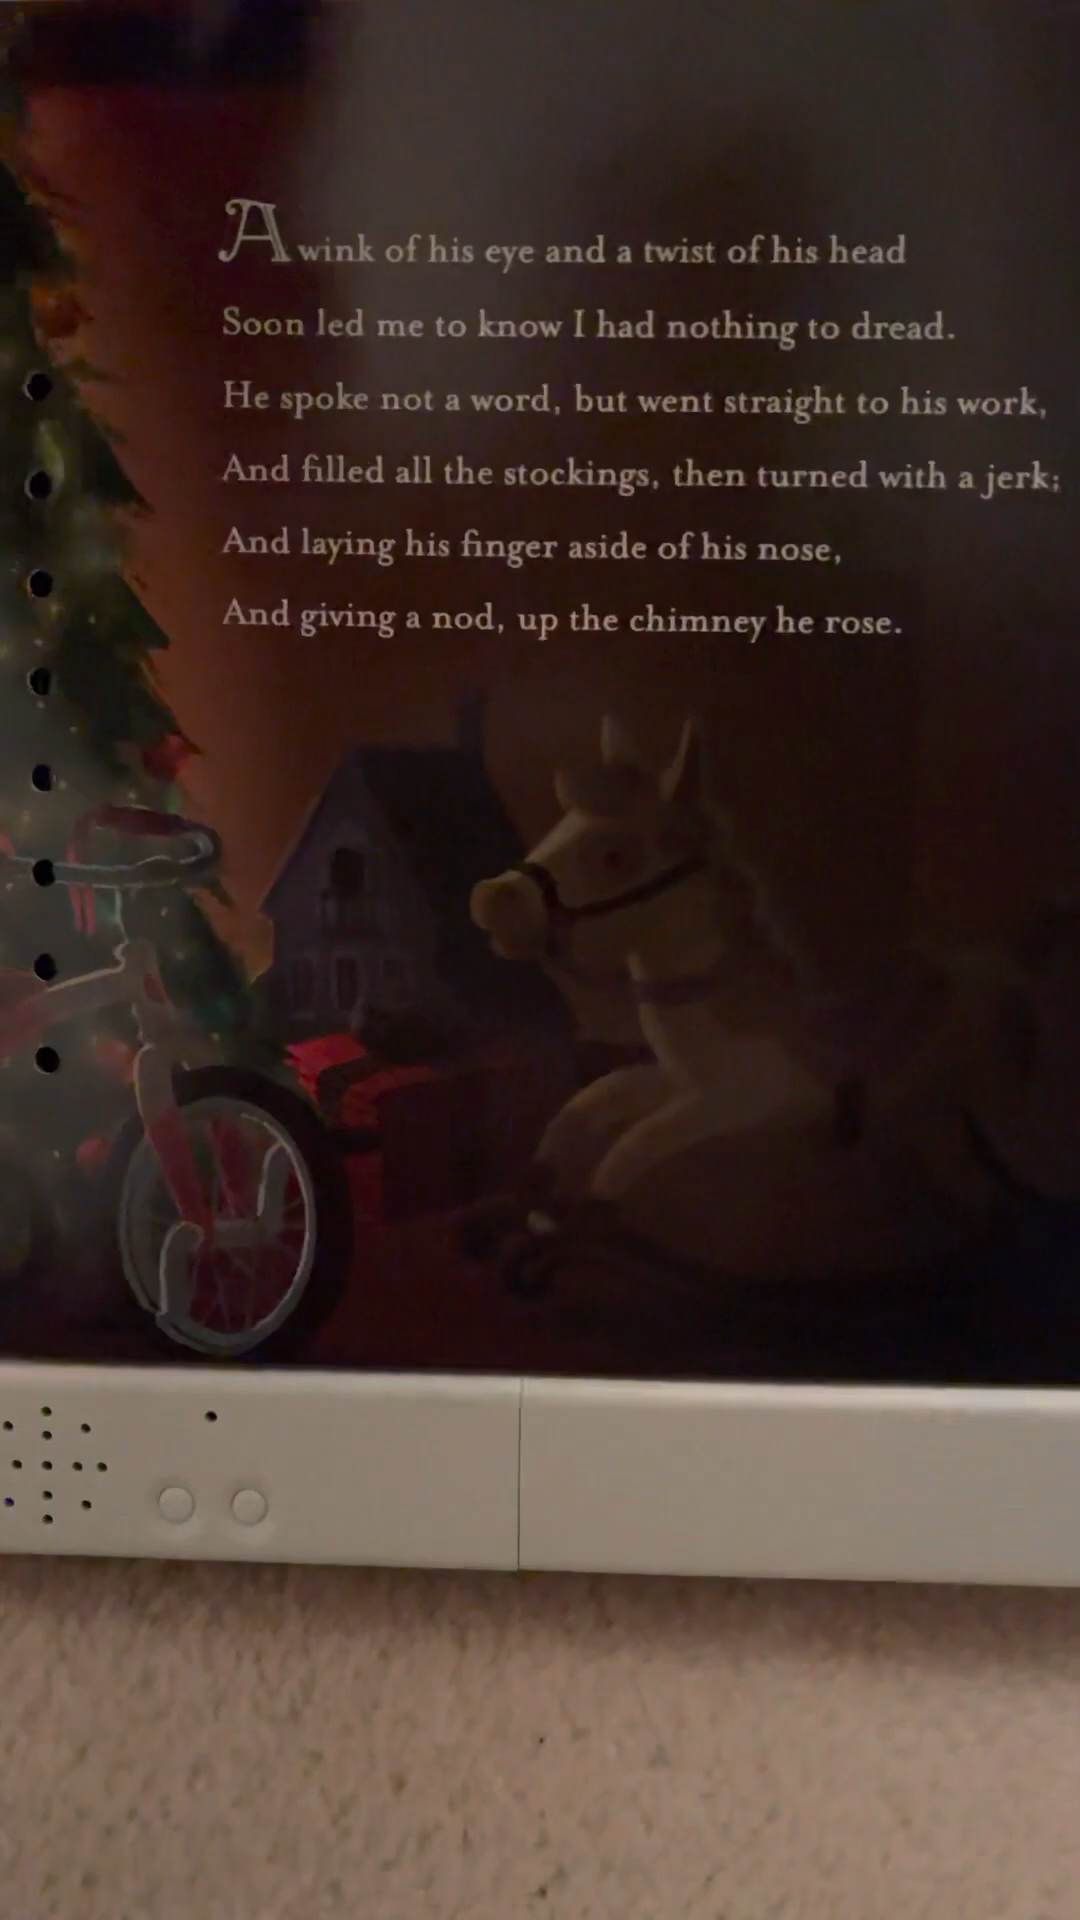 A wink of his eye and a twist of his head
Soon led me to know I had nothing to dread.
He spoke not a word, but went straight to his work,
And filled all the stockings, then turned with a jerk;
And laying his finger aside of his nose,
And giving a nod, up the chimney he rose.